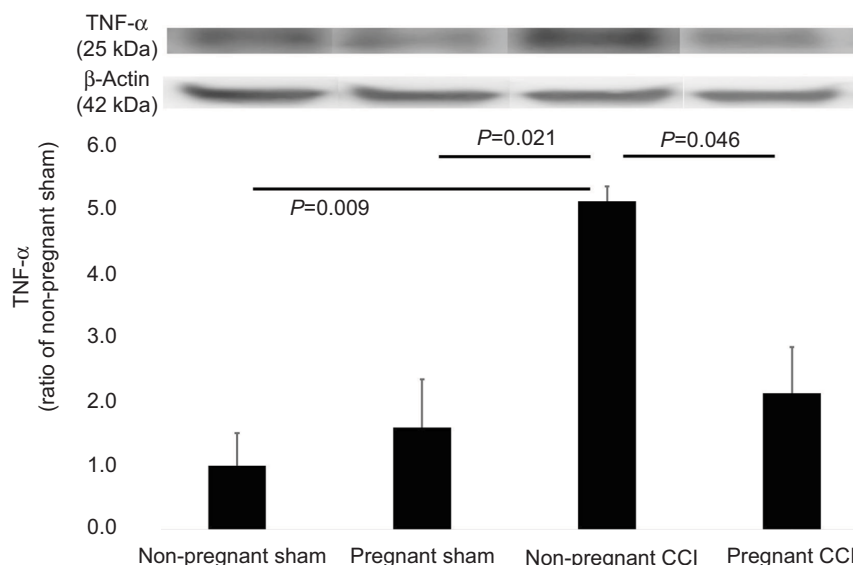 TNF-α
(25 kDa)
β-Actin
(42 kDa)
6.0
5.0
4.0
3.0
2.0
1.0
0.0
TNF-α
(ratio of non-pregnant sham)
P=0.021
P=0.046
P=0.009
Non-pregnant sham
Pregnant sham
Non-pregnant CCI
Pregnant CCI